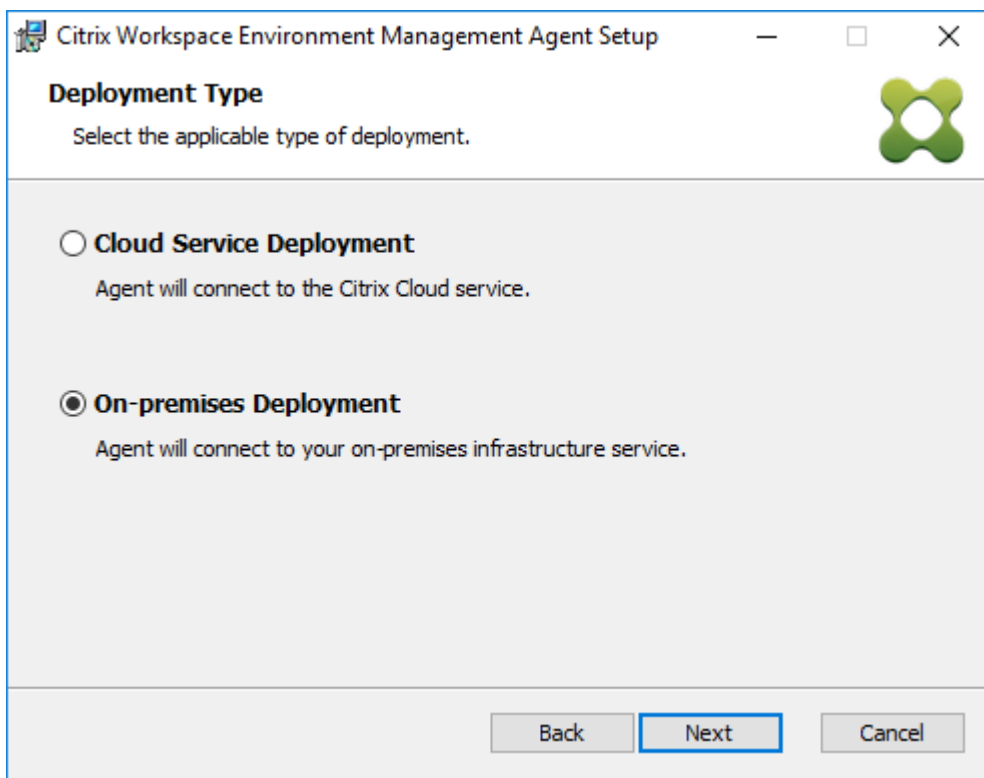 Citrix Workspace Environment Management Agent Setup
Deployment Type
Select the applicable type of deployment.
Cloud Service Deployment
Agent will connect to the Citrix Cloud service.
On-premises Deployment
Agent will connect to your on-premises infrastructure service.
Back Next Cancel